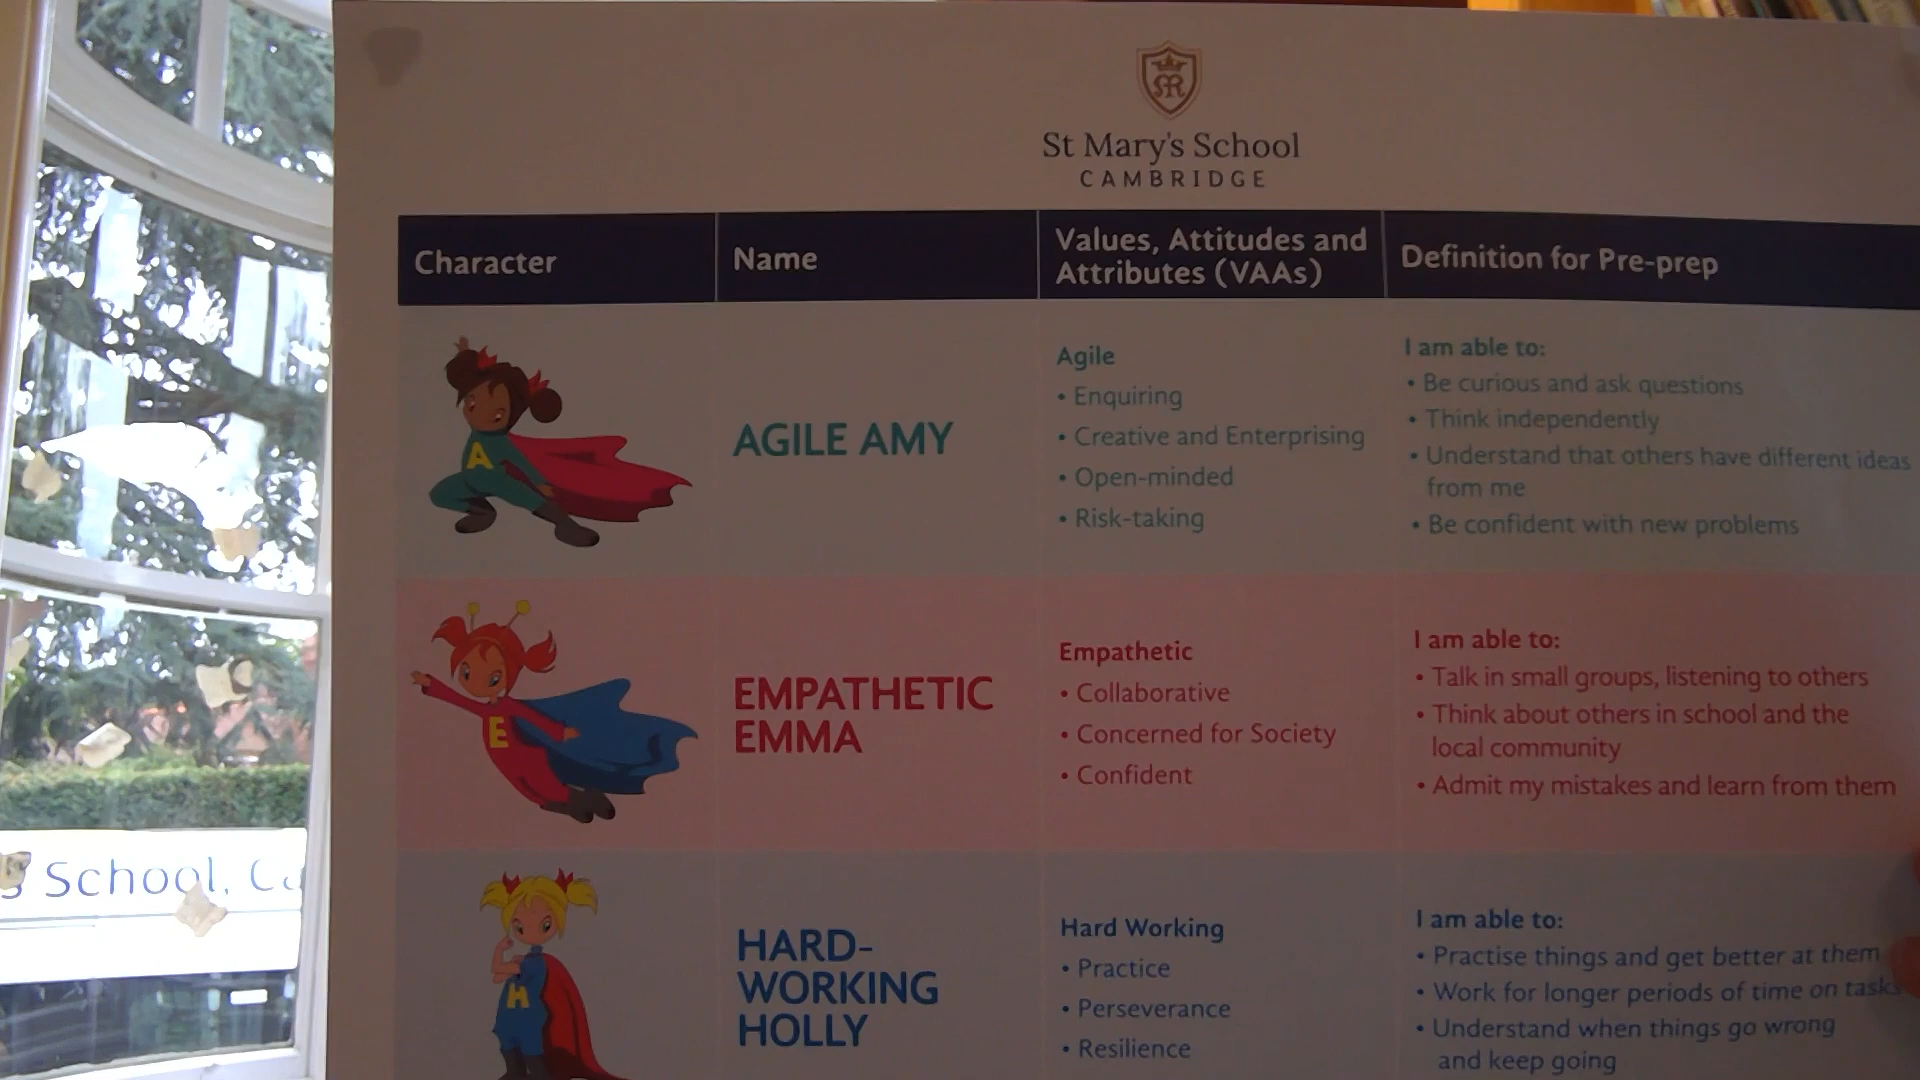 St Mary's School
CAMBRIDGE
Character
Name
Values, Attitudes and
Attributes (VAAs)
Definition for Pre-prep
A
AGILE AMY
Agile
• Enquiring
• Creative and Enterprising
• Open-minded
• Risk-taking
I am able to:
• Be curious and ask questions
• Think independently
• Understand that others have different ideas
from me
• Be confident with new problems
E
EMPATHETIC
EMMA
Empathetic
• Collaborative
• Concerned for Society
• Confident
I am able to:
• Talk in small groups, listening to others
• Think about others in school and the
local community
• Admit my mistakes and learn from them
H
HARD-
WORKING
HOLLY
Hard Working
• Practice
• Perseverance
• Resilience
I am able to:
• Practise things and get better at them
• Work for longer periods of time on tasks
• Understand when things go wrong
and keep going
School, Ca